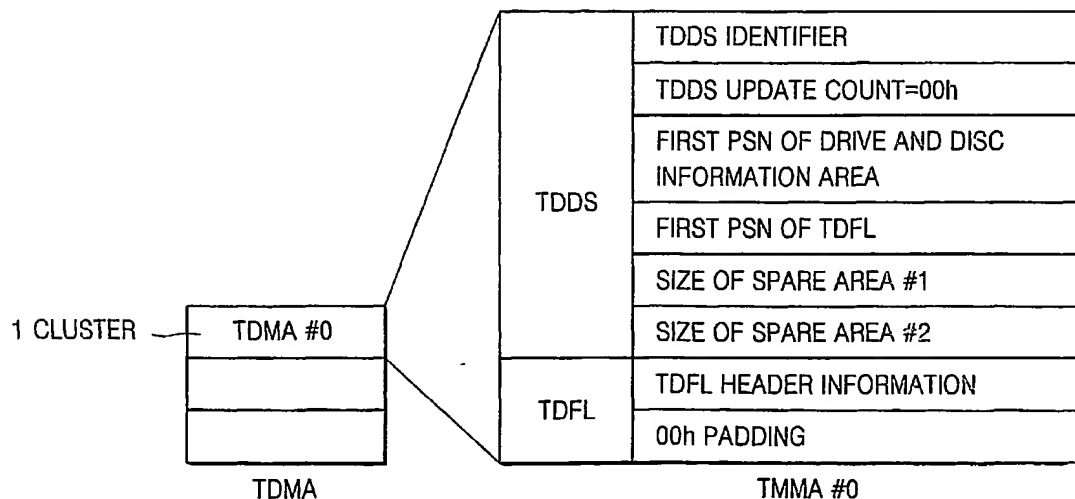 TDDS IDENTIFIER
TDDS UPDATE COUNT=00h
FIRST PSN OF DRIVE AND DISC
INFORMATION AREA
TDDS
FIRST PSN OF TDFL
SIZE OF SPARE AREA #1
1 CLUSTER
TDMA #0
SIZE OF SPARE AREA #2
TDFL HEADER INFORMATION
TDFL
00h PADDING
TDMA
TMMA #0